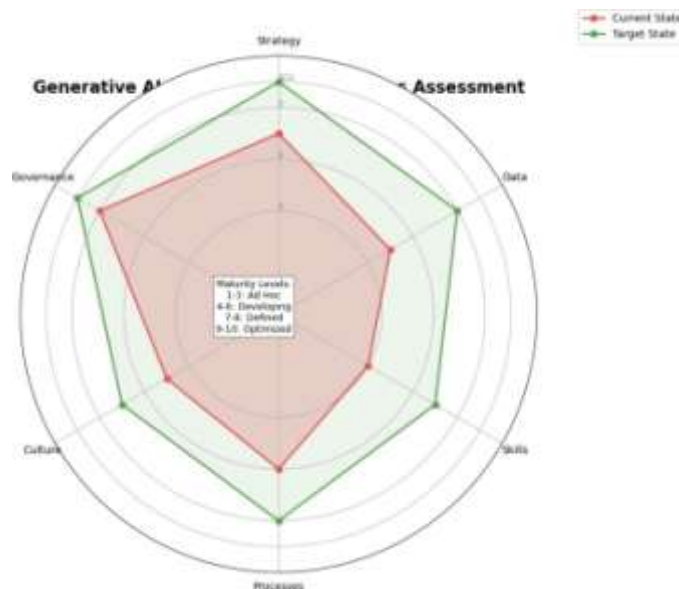 Current State
Target State
Strategy
Generative A
s Assessment
Governance
Data
Maturity Levels:
1-3: Ad Hoc
4-6: Developing
7-8: Defined
9-10: Optimized
Culture
Skills
Processes